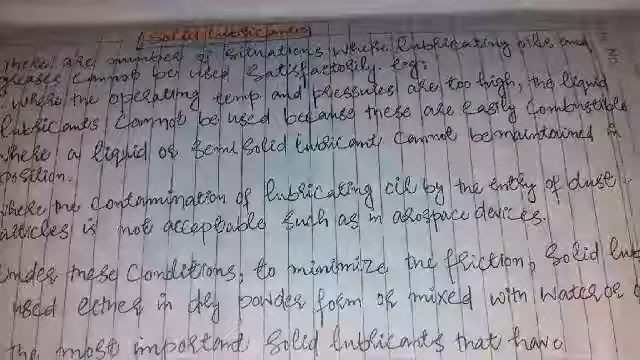 Solid Lubricants
There are number of situations where lubricating oils and
greases cannot be used satisfactorily. e.g:
where the operating temp and pressures are too high, the liquid
lubricants cannot be used because these are easily combustible
where a liquid or semi solid lubricant cannot be maintained in
position.
where the contamination of lubricating oil by the entry of dust
articles is not acceptable such as in arospace devices.
under these conditions, to minimize the friction, solid lub
used either in dry powder form or mixed with water or
the most important solid lubricants that have